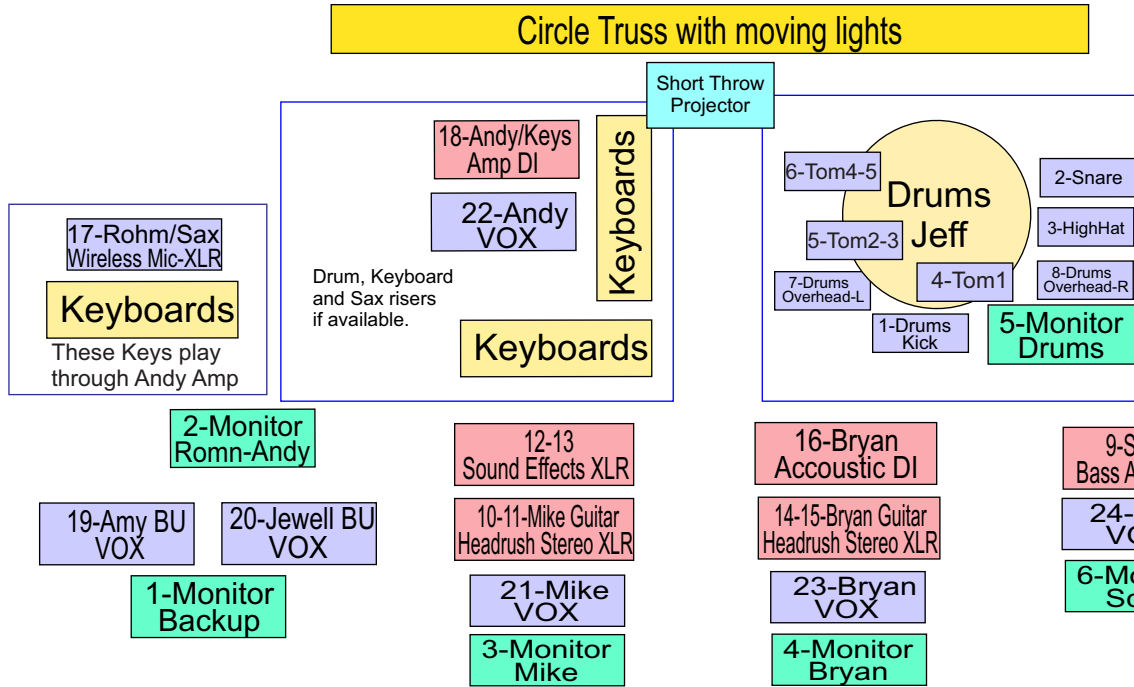 Circle Truss with moving lights
Short Throw
Projector
18-Andy/Keys
Amp DI
22-Andy
VOX
Keyboards
Drum, Keyboard
and Sax risers
if available.
Keyboards
17-Rohm/Sax
Wireless Mic-XLR
Keyboards
These Keys play
through Andy Amp
6-Tom4-5
Drums
Jeff
5-Tom2-3
4-Tom1
2-Snare
3-HighHat
7-Drums
Overhead-L
8-Drums
Overhead-R
1-Drums
Kick
5-Monitor
Drums
2-Monitor
Romn-Andy
19-Amy BU
VOX
20-Jewell BU
VOX
1-Monitor
Backup
12-13
Sound Effects XLR
10-11-Mike Guitar
Headrush Stereo XLR
21-Mike
VOX
3-Monitor
Mike
16-Bryan
Accoustic DI
14-15-Bryan Guitar
Headrush Stereo XLR
23-Bryan
VOX
4-Monitor
Bryan
9-
Bass
24-
6-